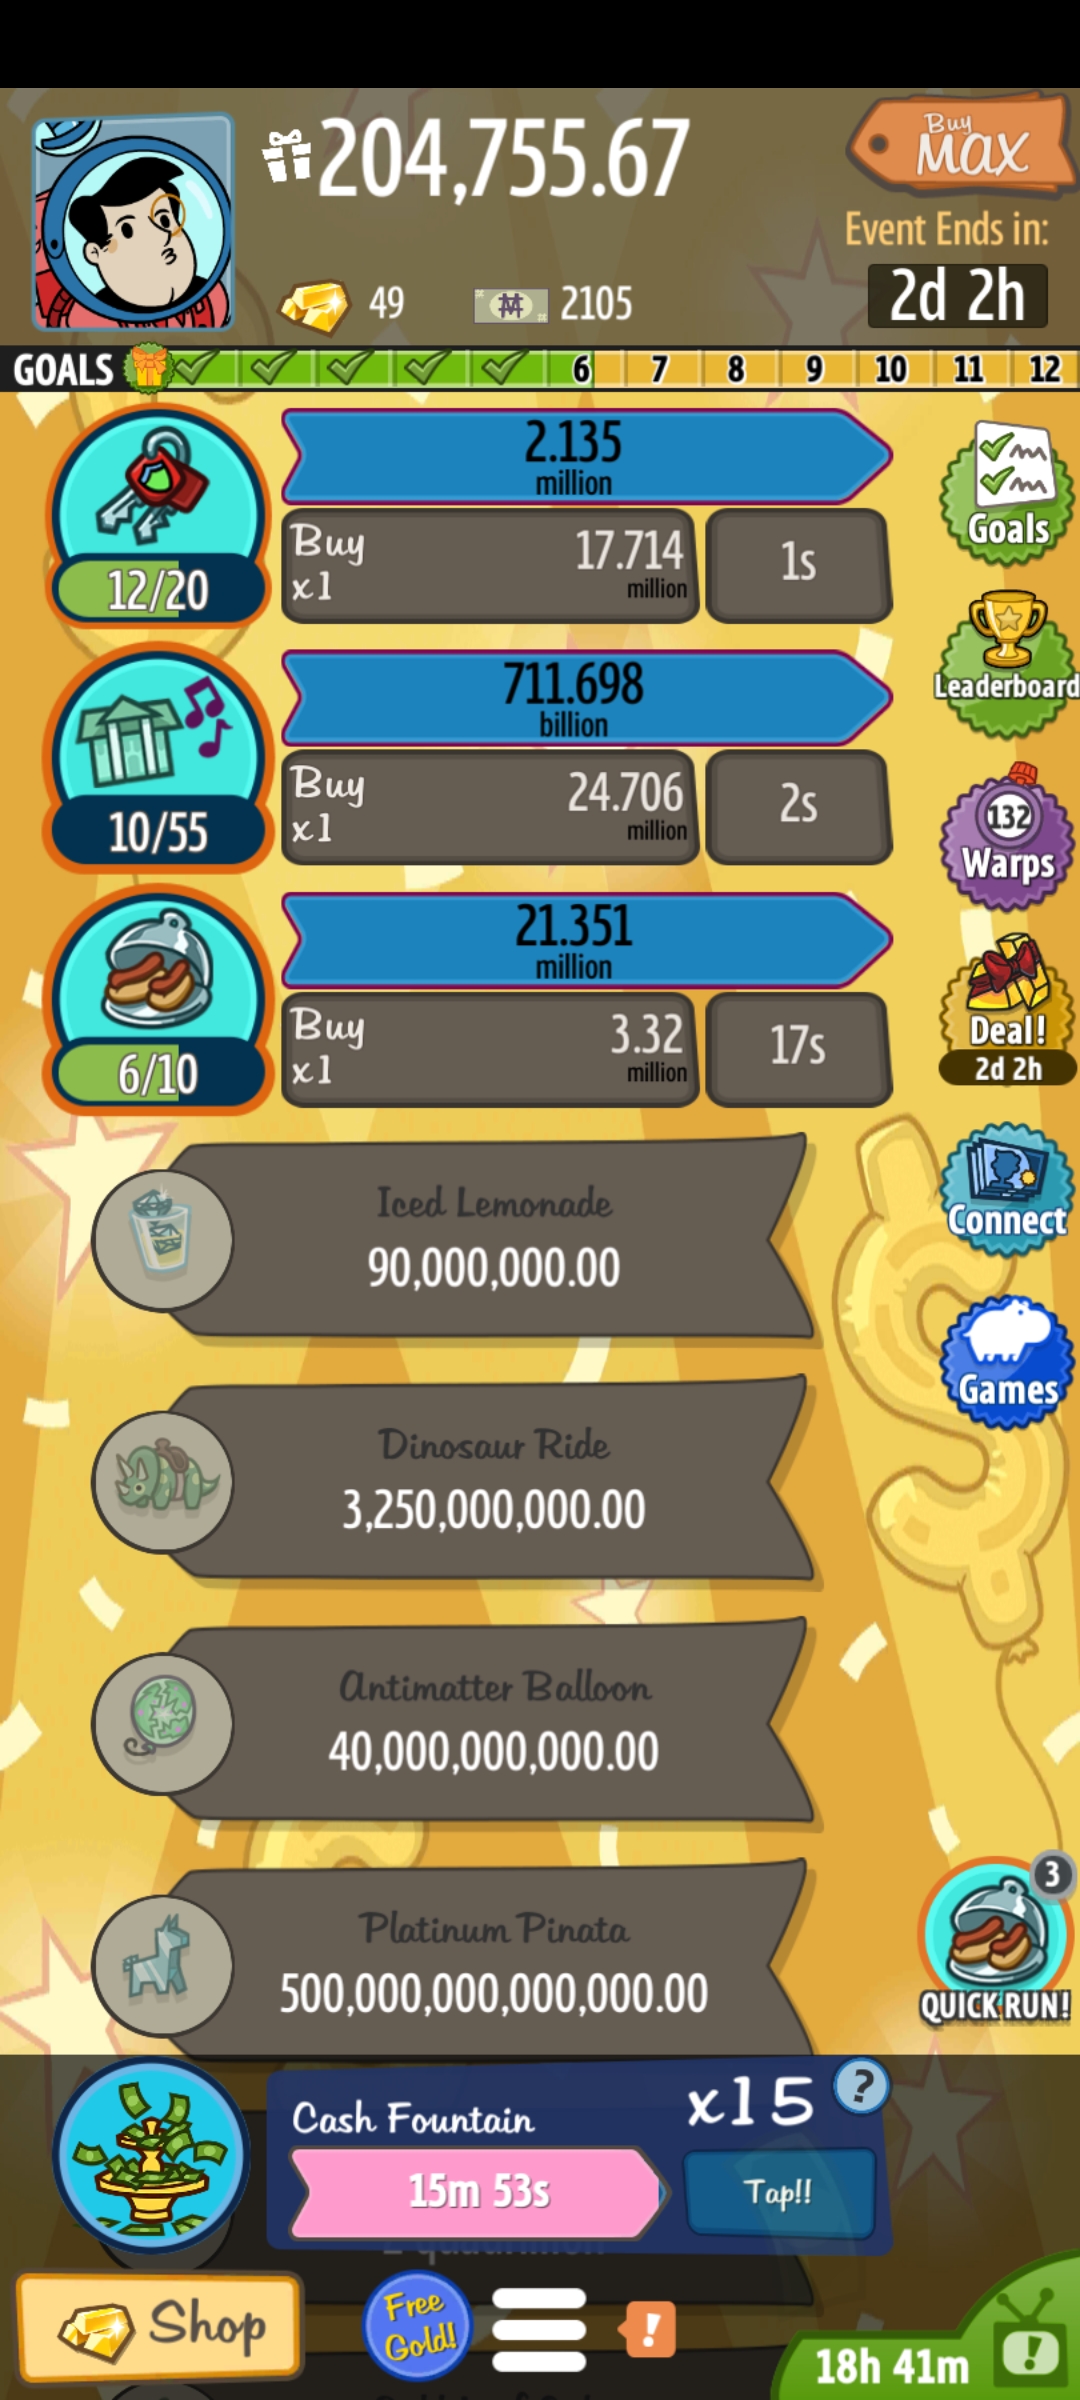 204,755.67
Buy
MAX
Event Ends in:
2d 2h
49
2105
GOALS 6 7 8 9 10 11 12
2.135
million
Buy
x1
17.714
million
1s
12/20
Goals
Leaderboard
711.698
billion
Buy
x1
24.706
million
2s
10/55
132
Warps
21.351
million
Buy
x1
3.32
million
17s
6/10
Deal!
2d 2h
Iced Lemonade
90,000,000.00
Connect
Games
Dinosaur Ride
3,250,000,000.00
Antimatter Balloon
40,000,000,000.00
Platinum Pinata
500,000,000,000,000.00
3
QUICK RUN!
Cash Fountain
x15
?
15m 53s
Tap!!
Shop
Free
Gold!
!
18h 41m
!